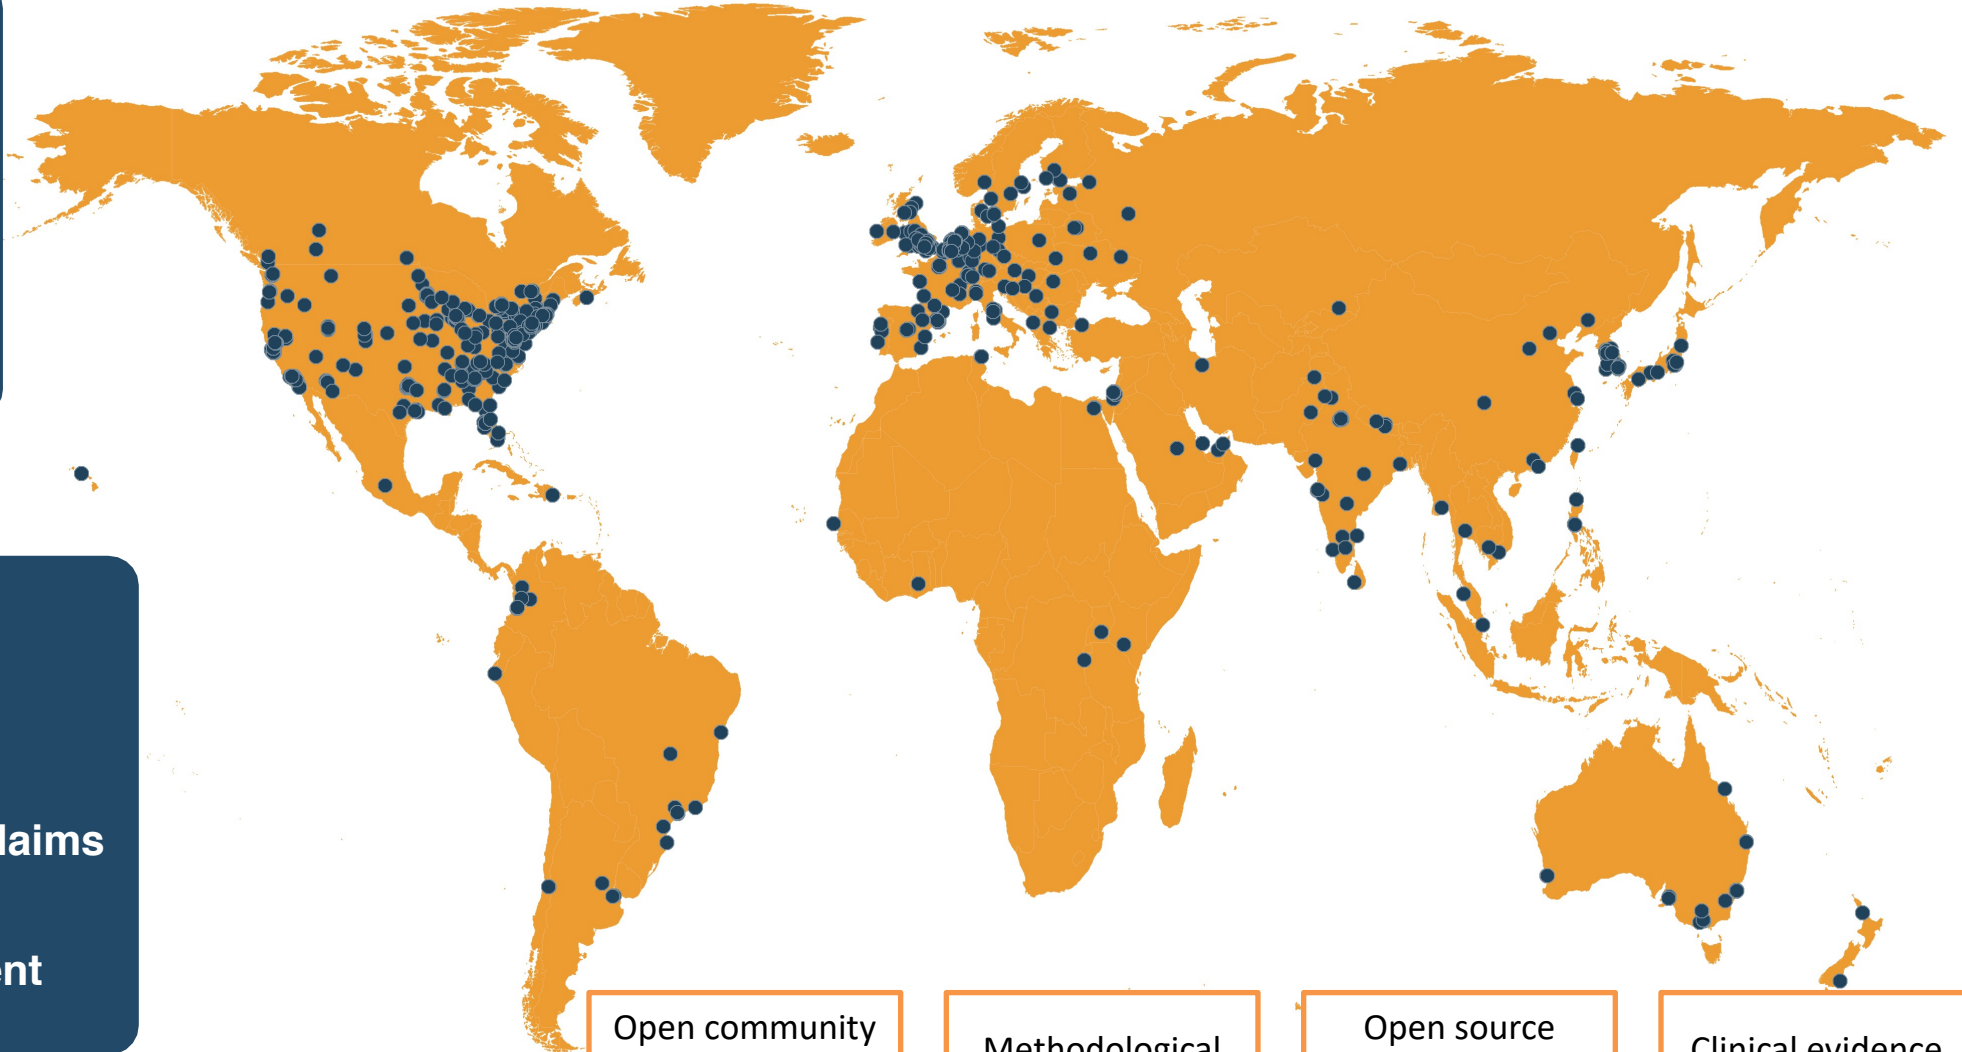 laims
ent
Open community
Methodological
Open source
Clinical evidence